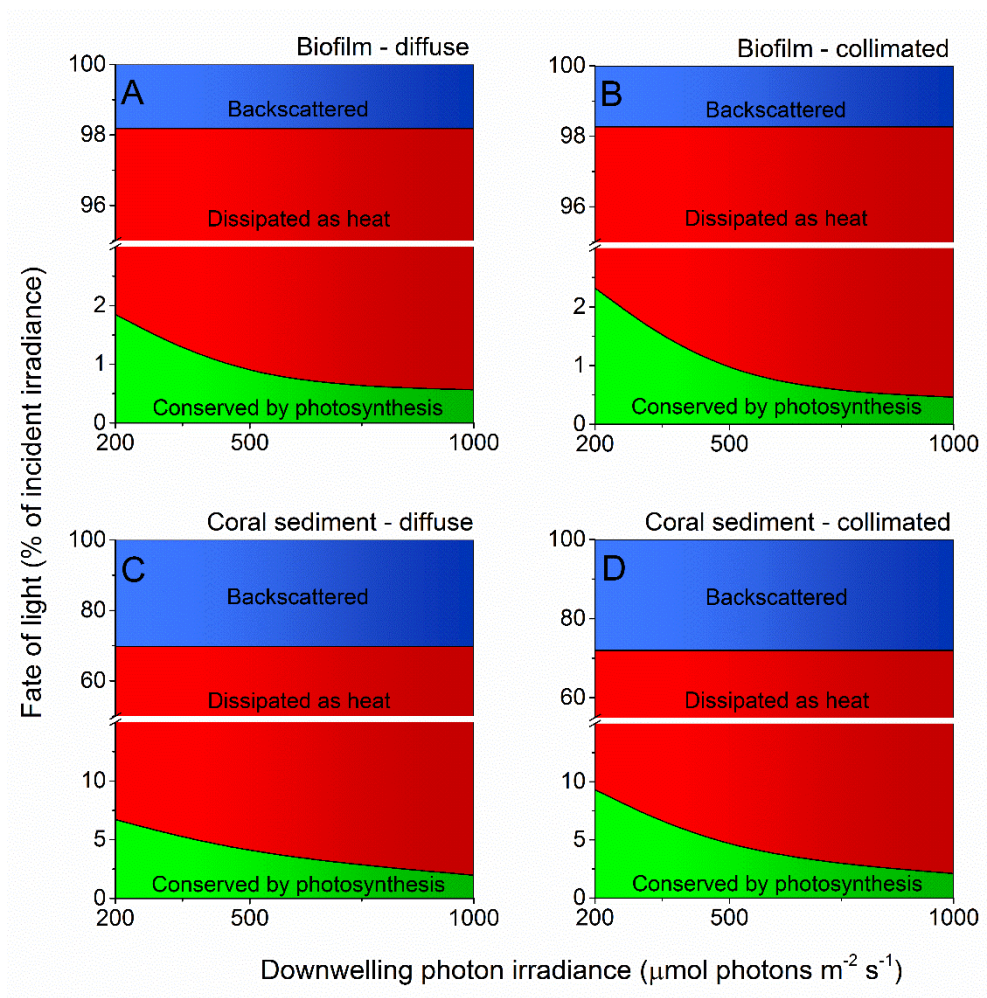 Biofilm - diffuse
A
Backscattered
Dissipated as heat
Conserved by photosynthesis
100
98
96
2
1
0
200
500
1000
Biofilm - collimated
B
Backscattered
Dissipated as heat
Conserved by photosynthesis
100
98
96
2
1
0
200
500
1000
Coral sediment - diffuse
C
Backscattered
Dissipated as heat
Conserved by photosynthesis
100
80
60
10
5
0
200
500
1000
Coral sediment - collimated
D
Backscattered
Dissipated as heat
Conserved by photosynthesis
100
80
60
10
5
0
200
500
1000
Fate of light (% of incident irradiance)
Downwelling photon irradiance (μmol photons m⁻² s⁻¹)